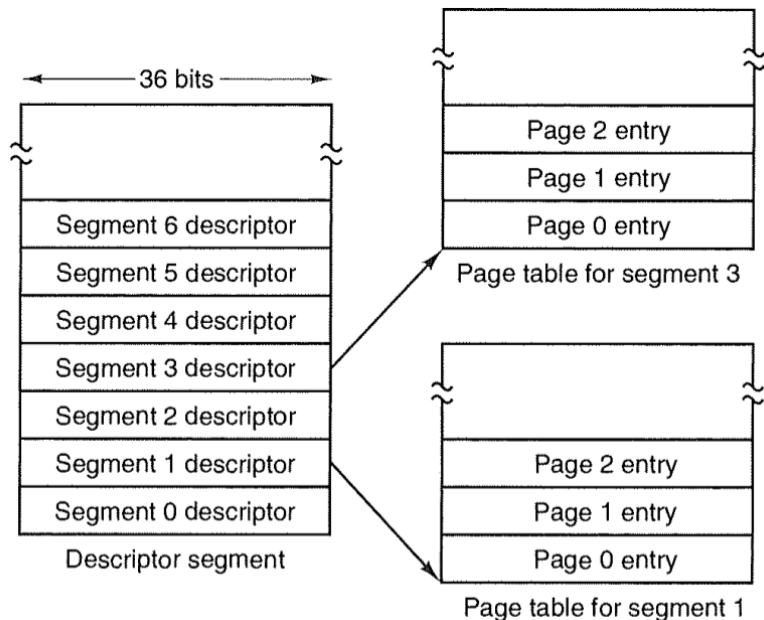 36 bits
Segment 6 descriptor
Segment 5 descriptor
Segment 4 descriptor
Segment 3 descriptor
Segment 2 descriptor
Segment 1 descriptor
Segment 0 descriptor
Descriptor segment
Page 2 entry
Page 1 entry
Page 0 entry
Page table for segment 3
Page 2 entry
Page 1 entry
Page 0 entry
Page table for segment 1